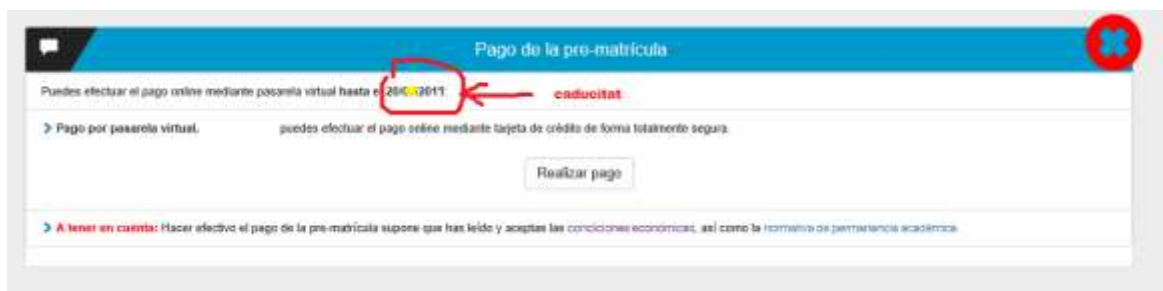 Pago de la pre-matrícula
Puedes efectuar el pago online mediante pasarela virtual hasta el
caducitat
Pago por pasarela virtual. puedes efectuar el pago online mediante tarjeta de crédito de forma totalmente segura.
Realizar pago
A tener en cuenta: Hacer efectivo el pago de la pre-matrícula supone que has leído y aceptas las condiciones económicas, así como la normativa de permanencia académica.